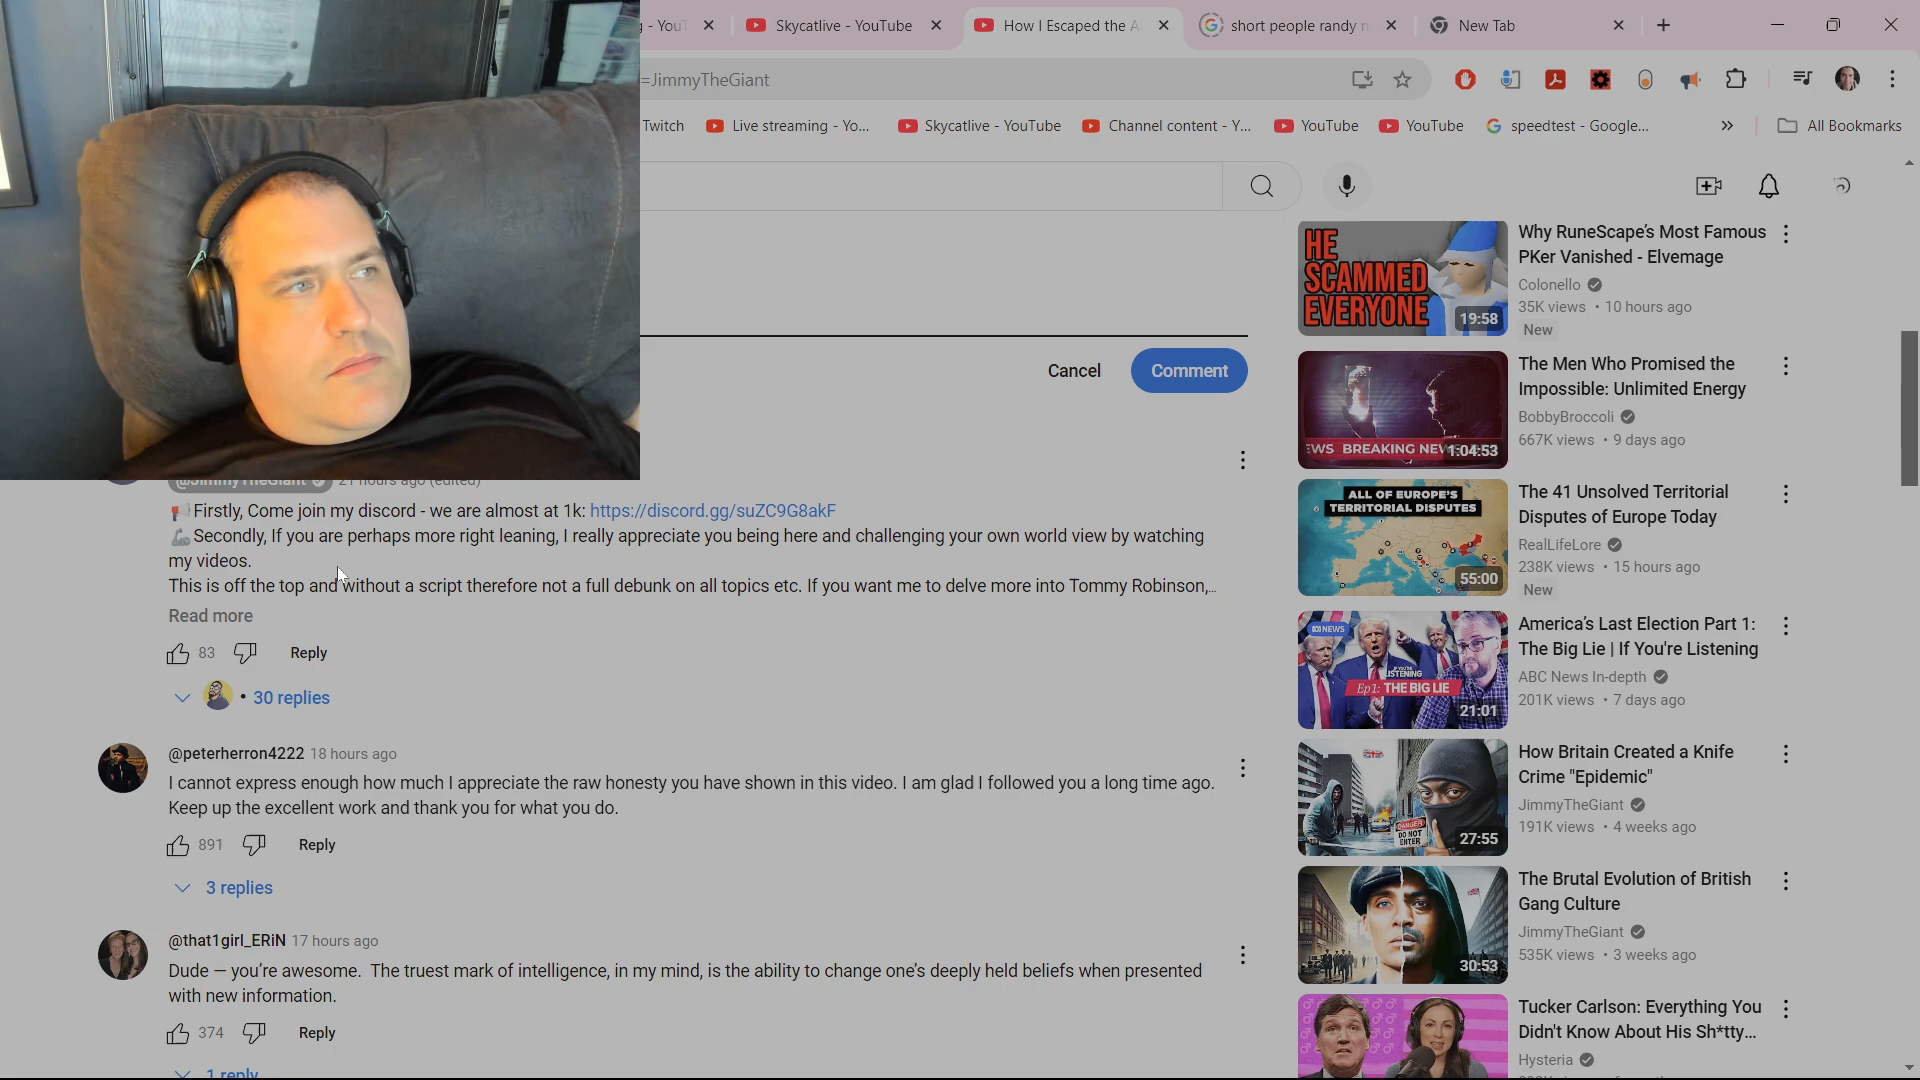 Skycatlive - YouTube
How I Escaped the A
short people randy n
New Tab
=JimmyTheGiant
Twitch
Live streaming - Yo...
Skycatlive - YouTube
Channel content - Y...
YouTube
YouTube
speedtest - Google...
All Bookmarks
Cancel
Comment
@JimmyTheGiant 21 hours ago (edited)
Firstly, Come join my discord - we are almost at 1k: https://discord.gg/suZC9G8akF
Secondly, If you are perhaps more right leaning, I really appreciate you being here and challenging your own world view by watching
my videos.
This is off the top and without a script therefore not a full debunk on all topics etc. If you want me to delve more into Tommy Robinson,...
Read more
83 Reply
• 30 replies
@peterherron4222 18 hours ago
I cannot express enough how much I appreciate the raw honesty you have shown in this video. I am glad I followed you a long time ago.
Keep up the excellent work and thank you for what you do.
891 Reply
3 replies
@that1girl_ERiN 17 hours ago
Dude — you're awesome. The truest mark of intelligence, in my mind, is the ability to change one's deeply held beliefs when presented
with new information.
374 Reply
1 reply
HE
SCAMMED
EVERYONE
19:58
Why RuneScape's Most Famous
PKer Vanished - Elvemage
Colonello
35K views • 10 hours ago
New
EWS BREAKING NEW
1:04:53
The Men Who Promised the
Impossible: Unlimited Energy
BobbyBroccoli
667K views • 9 days ago
ALL OF EUROPE'S
TERRITORIAL DISPUTES
55:00
The 41 Unsolved Territorial
Disputes of Europe Today
RealLifeLore
238K views • 15 hours ago
New
NEWS
IF YOU'RE
LISTENING
Ep1: THE BIG LIE
21:01
America's Last Election Part 1:
The Big Lie | If You're Listening
ABC News In-depth
201K views • 7 days ago
DANGER
DO NOT
ENTER
27:55
How Britain Created a Knife
Crime "Epidemic"
JimmyTheGiant
191K views • 4 weeks ago
30:53
The Brutal Evolution of British
Gang Culture
JimmyTheGiant
535K views • 3 weeks ago
Tucker Carlson: Everything You
Didn't Know About His Sh*tty...
Hysteria